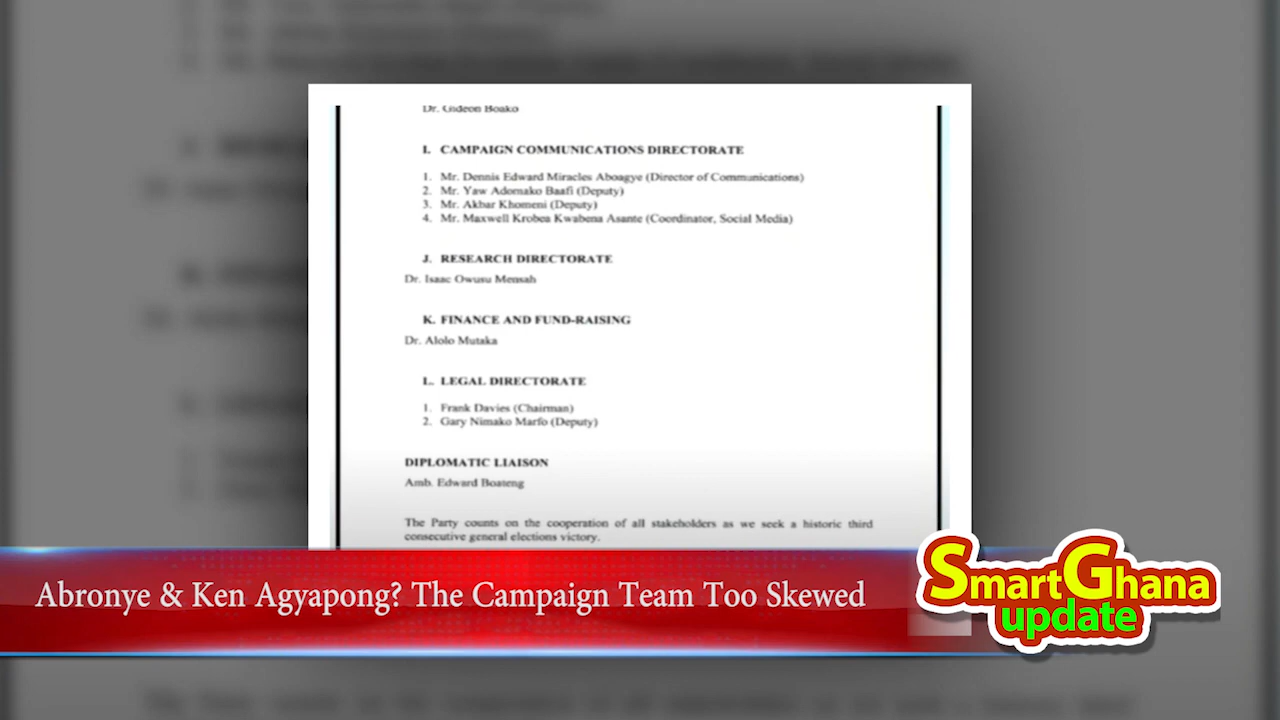 Dr. Gideon Boako
I. CAMPAIGN COMMUNICATIONS DIRECTORATE
1. Mr. Dennis Edward Miracles Aboagye (Director of Communications)
2. Mr. Yaw Adomako Baafi (Deputy)
3. Mr. Akbar Khomeni (Deputy)
4. Mr. Maxwell Krobea Kwabena Asante (Coordinator, Social Media)
J. RESEARCH DIRECTORATE
Dr. Isaac Owusu Mensah
K. FINANCE AND FUND-RAISING
Dr. Alolo Mutaka
L. LEGAL DIRECTORATE
1. Frank Davies (Chairman)
2. Gary Nimako Marfo (Deputy)
DIPLOMATIC LIAISON
Amb. Edward Boateng
The Party counts on the cooperation of all stakeholders as we seek a historic third
consecutive general elections victory.
Abronye & Ken Agyapong? The Campaign Team Too Skewed
SmartGhana
update